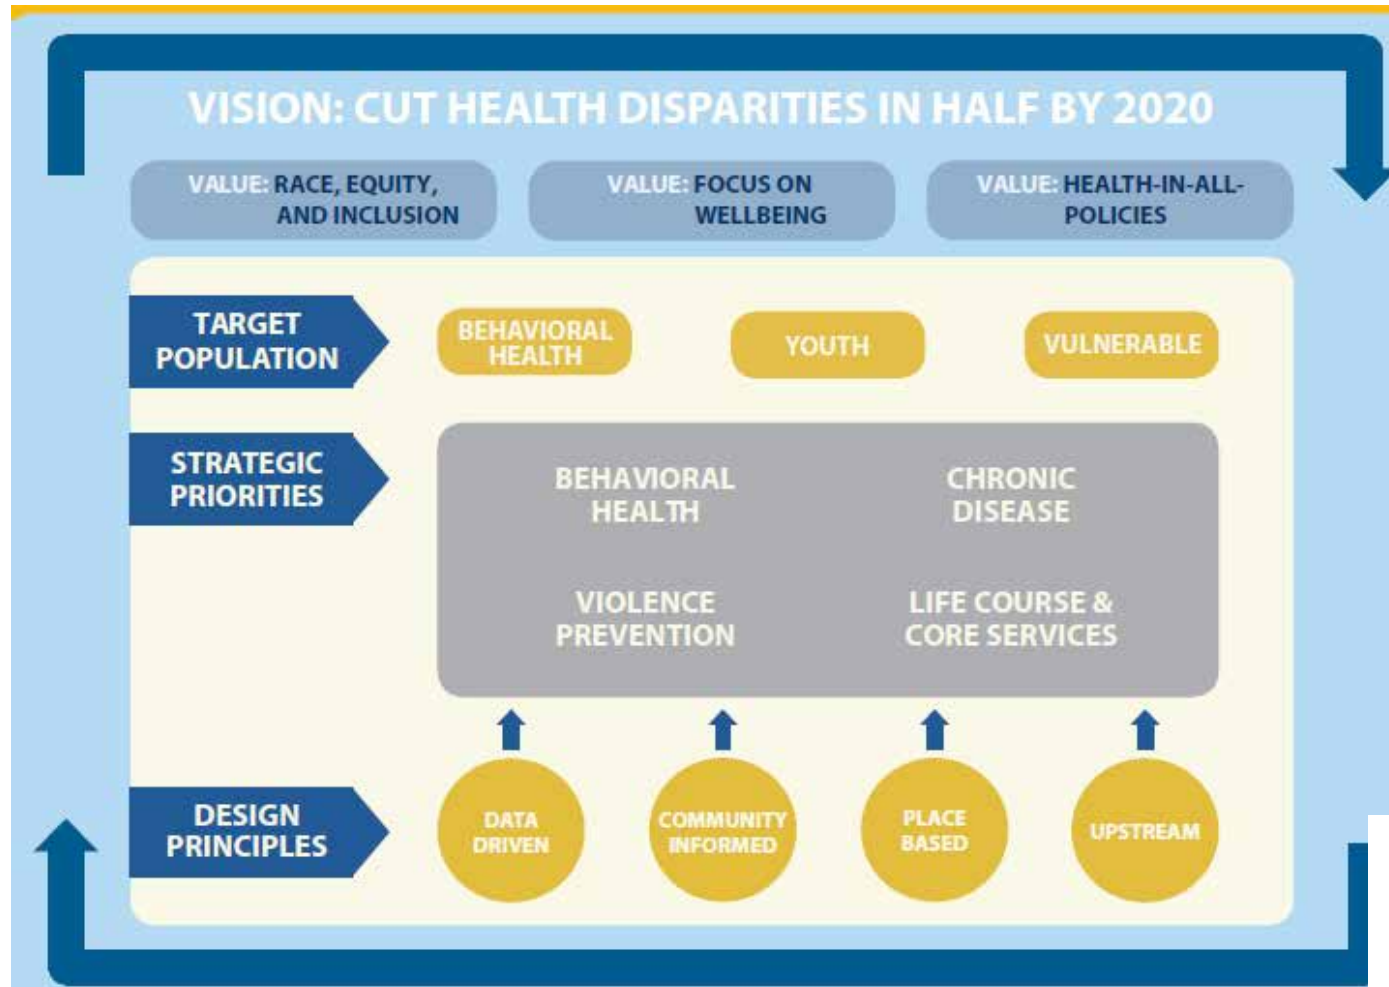 VISION: CUT HEALTH DISPARITIES IN HALF BY 2020
VALUE: RACE, EQUITY,
AND INCLUSION
VALUE: FOCUS ON
WELLBEING
VALUE: HEALTH-IN-ALL-
POLICIES
TARGET
POPULATION
BEHAVIORAL
HEALTH
YOUTH
VULNERABLE
STRATEGIC
PRIORITIES
BEHAVIORAL
HEALTH
CHRONIC
DISEASE
VIOLENCE
PREVENTION
LIFE COURSE &
CORE SERVICES
DESIGN
PRINCIPLES
DATA
DRIVEN
COMMUNITY
INFORMED
PLACE
BASED
UPSTREAM